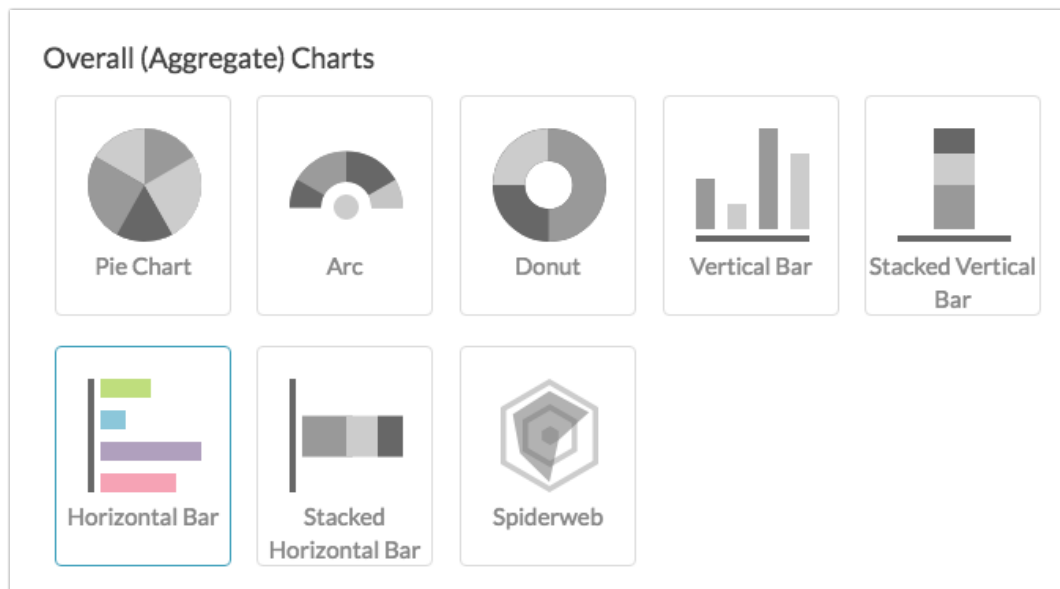 Overall (Aggregate) Charts
Pie Chart
Arc
Donut
Vertical Bar
Stacked Vertical
Bar
Horizontal Bar
Stacked
Horizontal Bar
Spiderweb